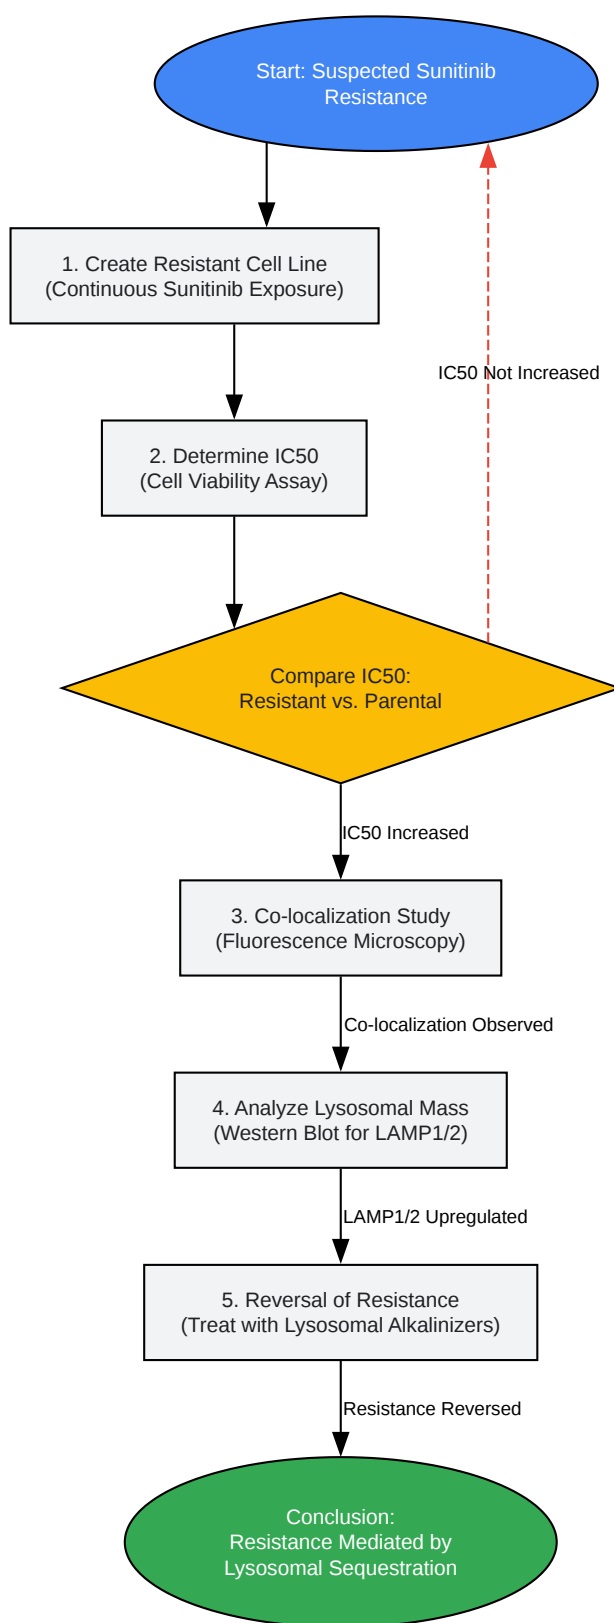 Start: Suspected Sunitinib
Resistance
1. Create Resistant Cell Line
(Continuous Sunitinib Exposure)
IC50 Not Increased
2. Determine IC50
(Cell Viability Assay)
Compare IC50:
Resistant vs. Parental
IC50 Increased
3. Co-localization Study
(Fluorescence Microscopy)
Co-localization Observed
4. Analyze Lysosomal Mass
(Western Blot for LAMP1/2)
LAMP1/2 Upregulated
5. Reversal of Resistance
(Treat with Lysosomal Alkalinizers)
Resistance Reversed
Conclusion:
Resistance Mediated by
Lysosomal Sequestration